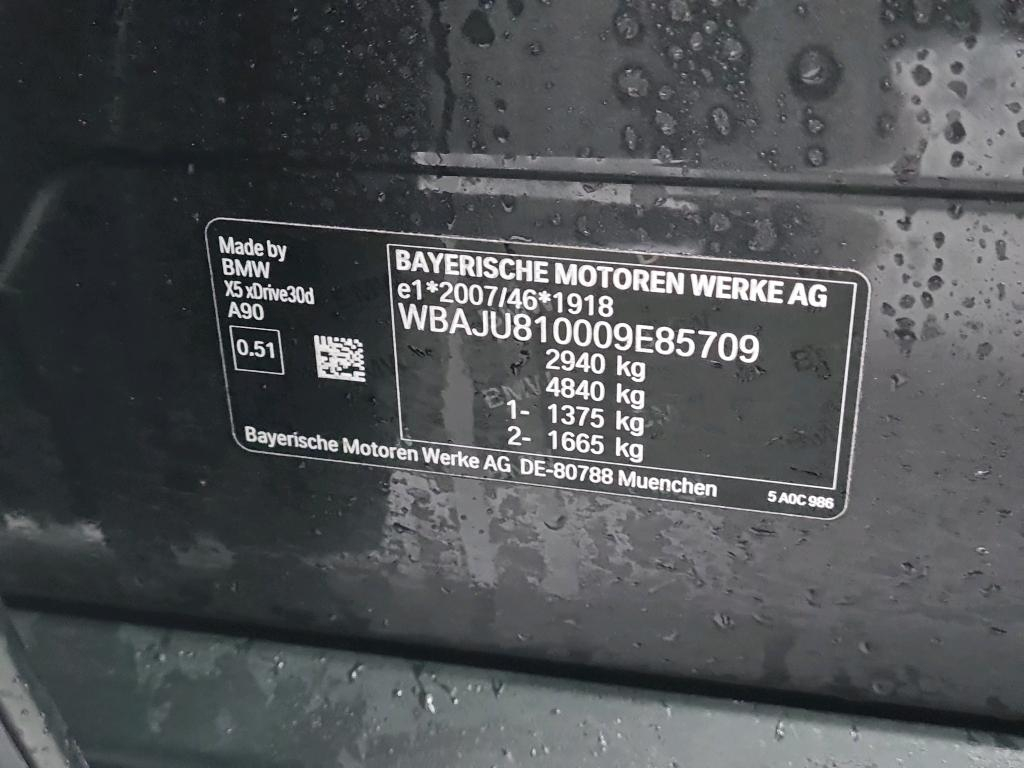 Made by
BMW
X5 xDrive30d
A90
0.51
BAYERISCHE MOTOREN WERKE AG
e1*2007/46*1918
WBAJU810009E85709
2940 kg
4840 kg
1- 1375 kg
2- 1665 kg
Bayerische Motoren Werke AG DE-80788 Muenchen
5 A0C 986